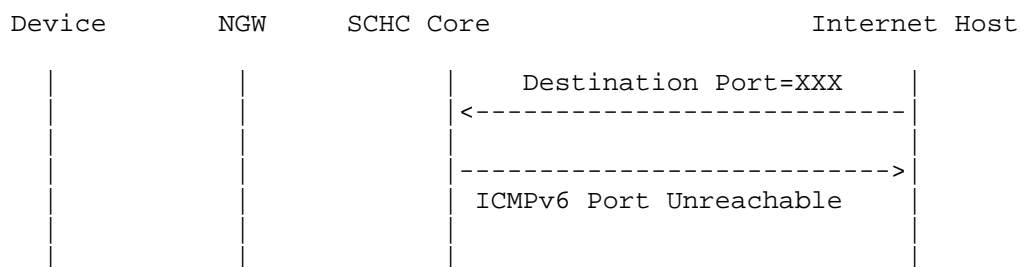 Device NGW SCHC Core Internet Host
Destination Port=XXX
ICMPv6 Port Unreachable